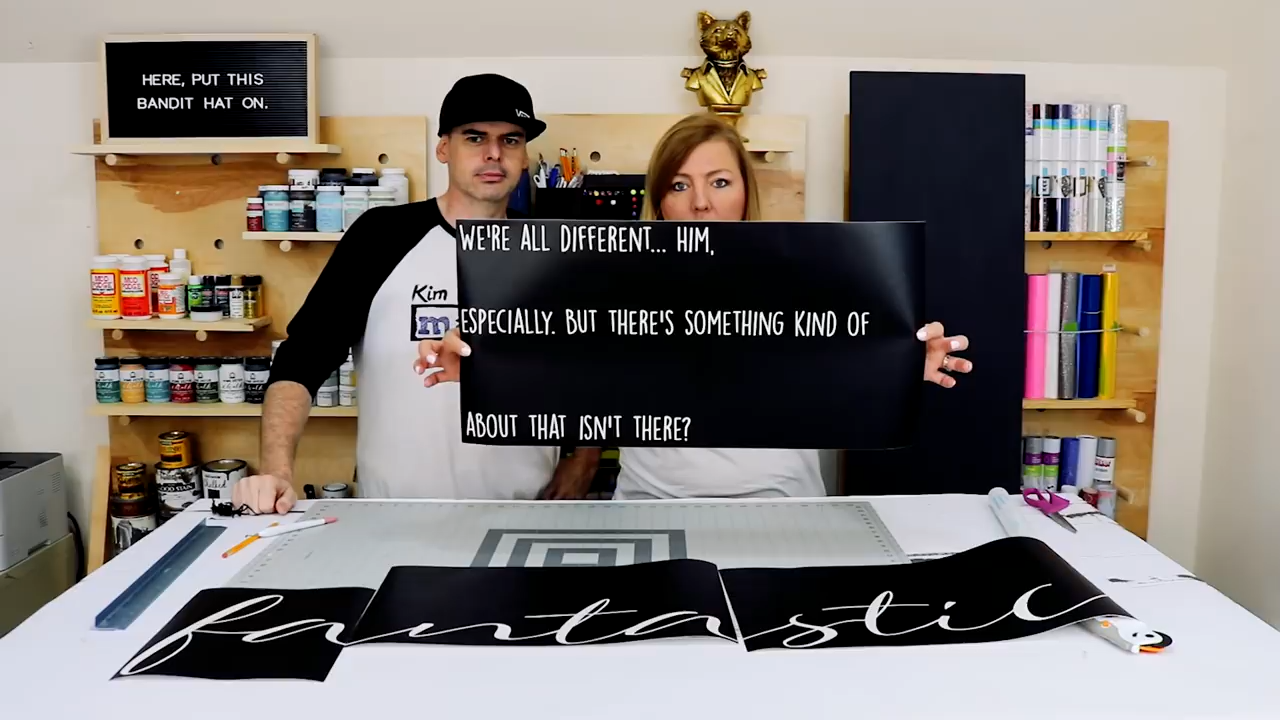 HERE, PUT THIS
BANDIT HAT ON.
WE'RE ALL DIFFERENT... HIM,
Kim
m
ESPECIALLY. BUT THERE'S SOMETHING KIND OF
ABOUT THAT ISN'T THERE?
fantastic